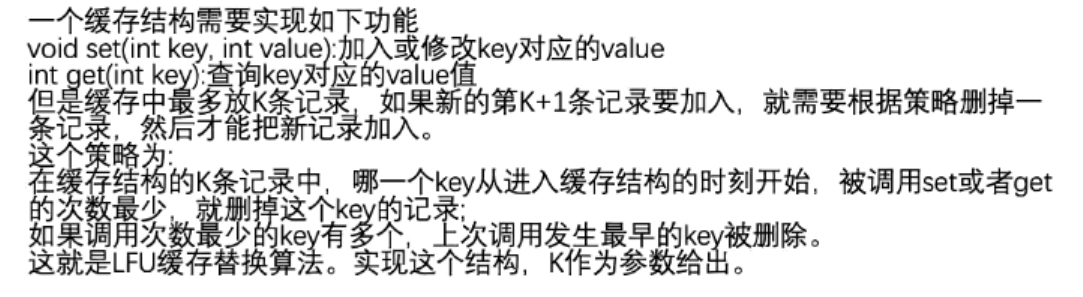 一个缓存结构需要实现如下功能
void set(int key, int value):加入或修改key对应的value
int get(int key):查询key对应的value值
但是缓存中最多放K条记录，如果新的第K+1条记录要加入，就需要根据策略删掉一
条记录，然后才能把新记录加入。
这个策略为:
在缓存结构的K条记录中，哪一个key从进入缓存结构的时刻开始，被调用set或者get
的次数最少，就删掉这个key的记录;
如果调用次数最少的key有多个，上次调用发生最早的key被删除。
这就是LFU缓存替换算法。实现这个结构，K作为参数给出。